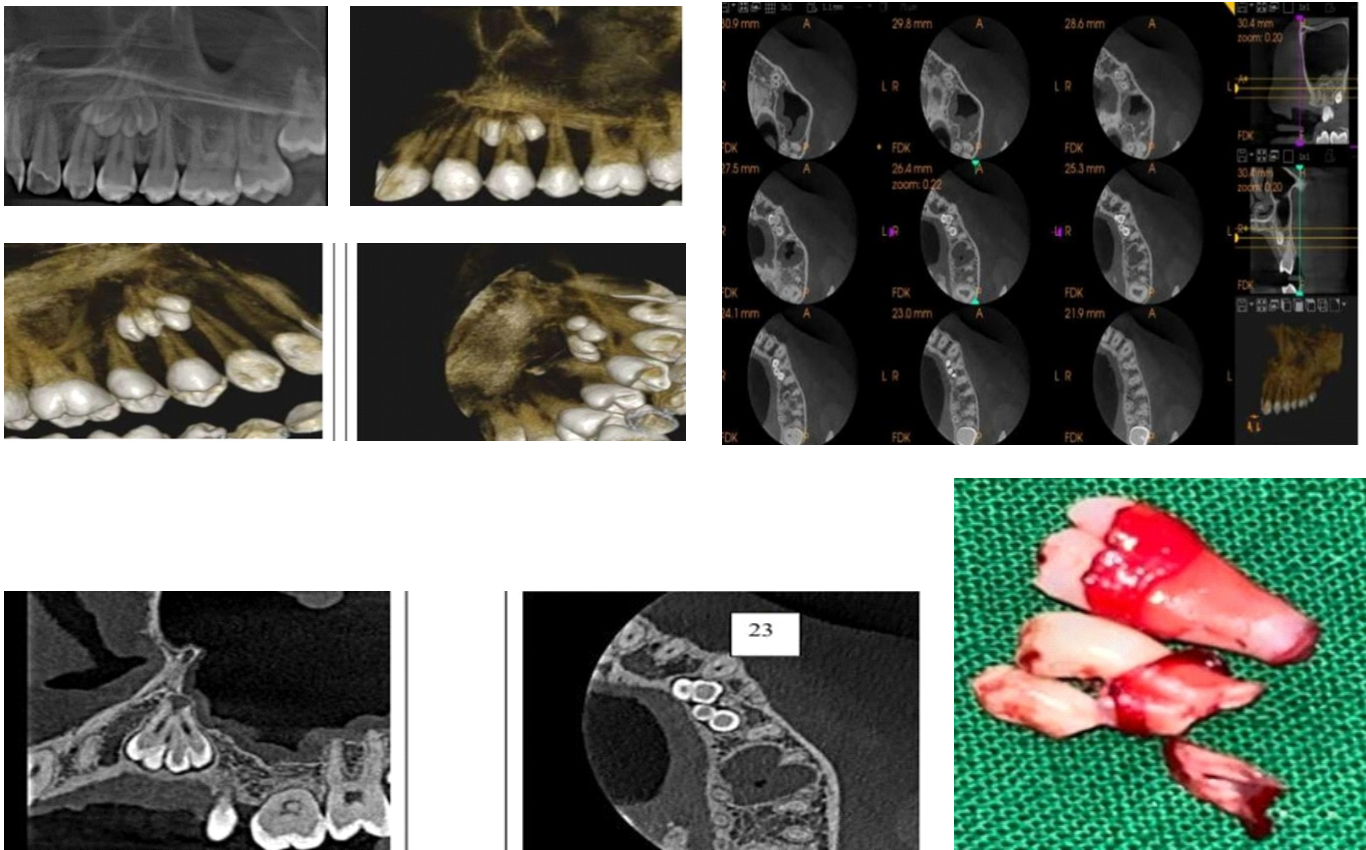 30.9 mm
A
29.8 mm
A
28.6 mm
A
30.4 mm
zoom: 0.20
R
L R
L R
L
FDK
P
FDK
P
FDK
P
FDK
27.5 mm
A
26.4 mm
zoom: 0.22
A
25.3 mm
A
30.4 mm
zoom: 0.20
R
L R
L R
L
FDK
P
FDK
P
FDK
P
FDK
24.1 mm
A
23.0 mm
A
21.9 mm
A
R
L R
L R
L
FDK
P
FDK
P
FDK
P
23